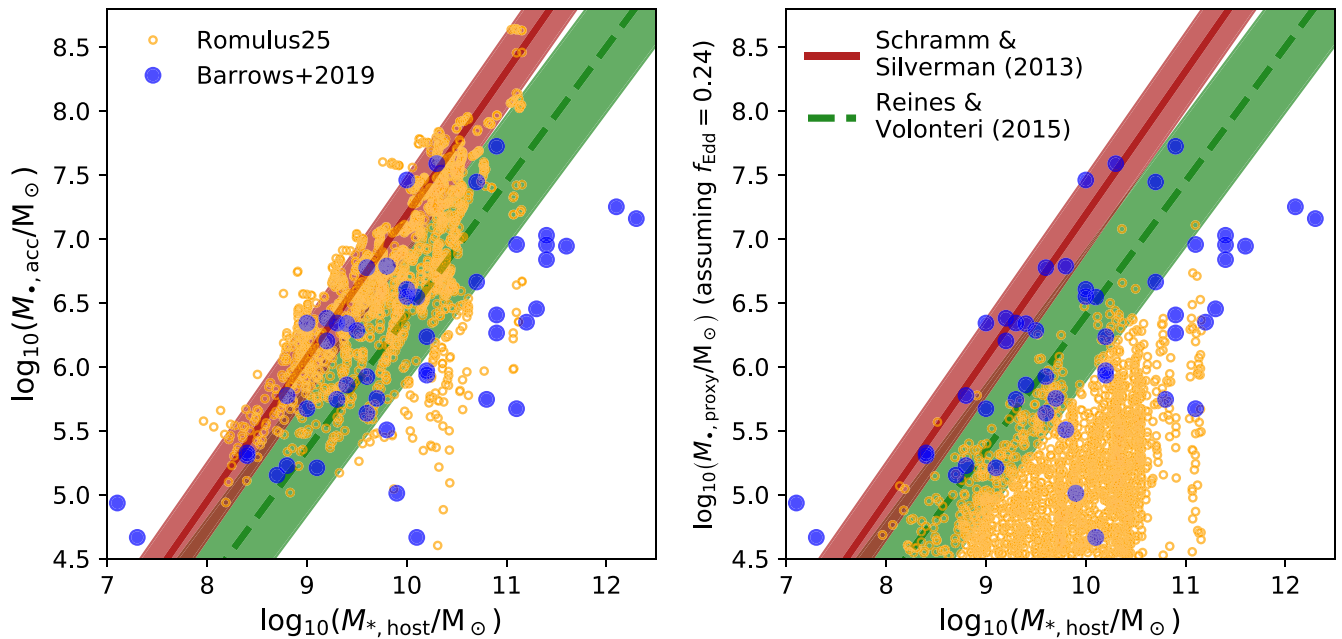 Romulus25
Barrows+2019
8.5
8.0
7.5
7.0
6.5
6.0
5.5
5.0
4.5
log₁₀(M•,acc/M⊙)
7 8 9 10 11 12
log₁₀(M*,host/M⊙)
Schramm &
Silverman (2013)
Reines &
Volonteri (2015)
8.5
8.0
7.5
7.0
6.5
6.0
5.5
5.0
4.5
log₁₀(M•,proxy/M⊙) (assuming f_Edd = 0.24)
7 8 9 10 11 12
log₁₀(M*,host/M⊙)